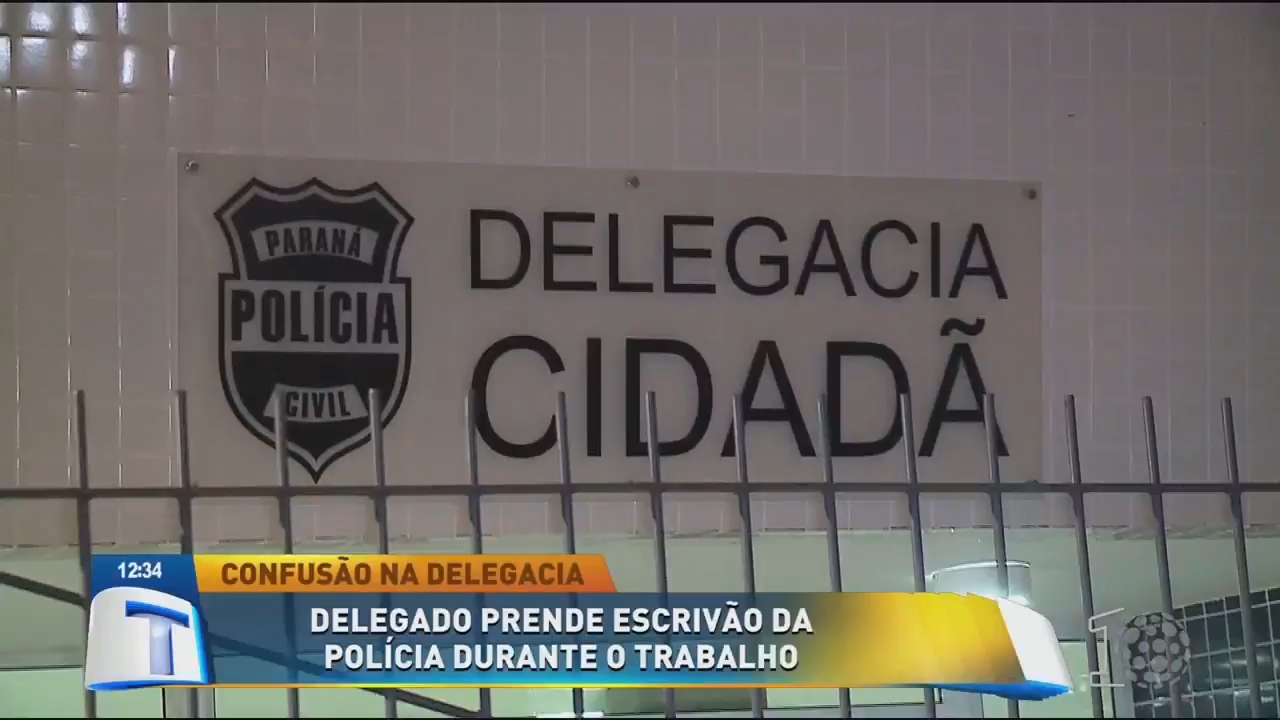 PARANÁ
POLÍCIA
CIVIL
DELEGACIA
CIDADÃ
12:34
CONFUSÃO NA DELEGACIA
T
DELEGADO PRENDE ESCRIVÃO DA
POLÍCIA DURANTE O TRABALHO